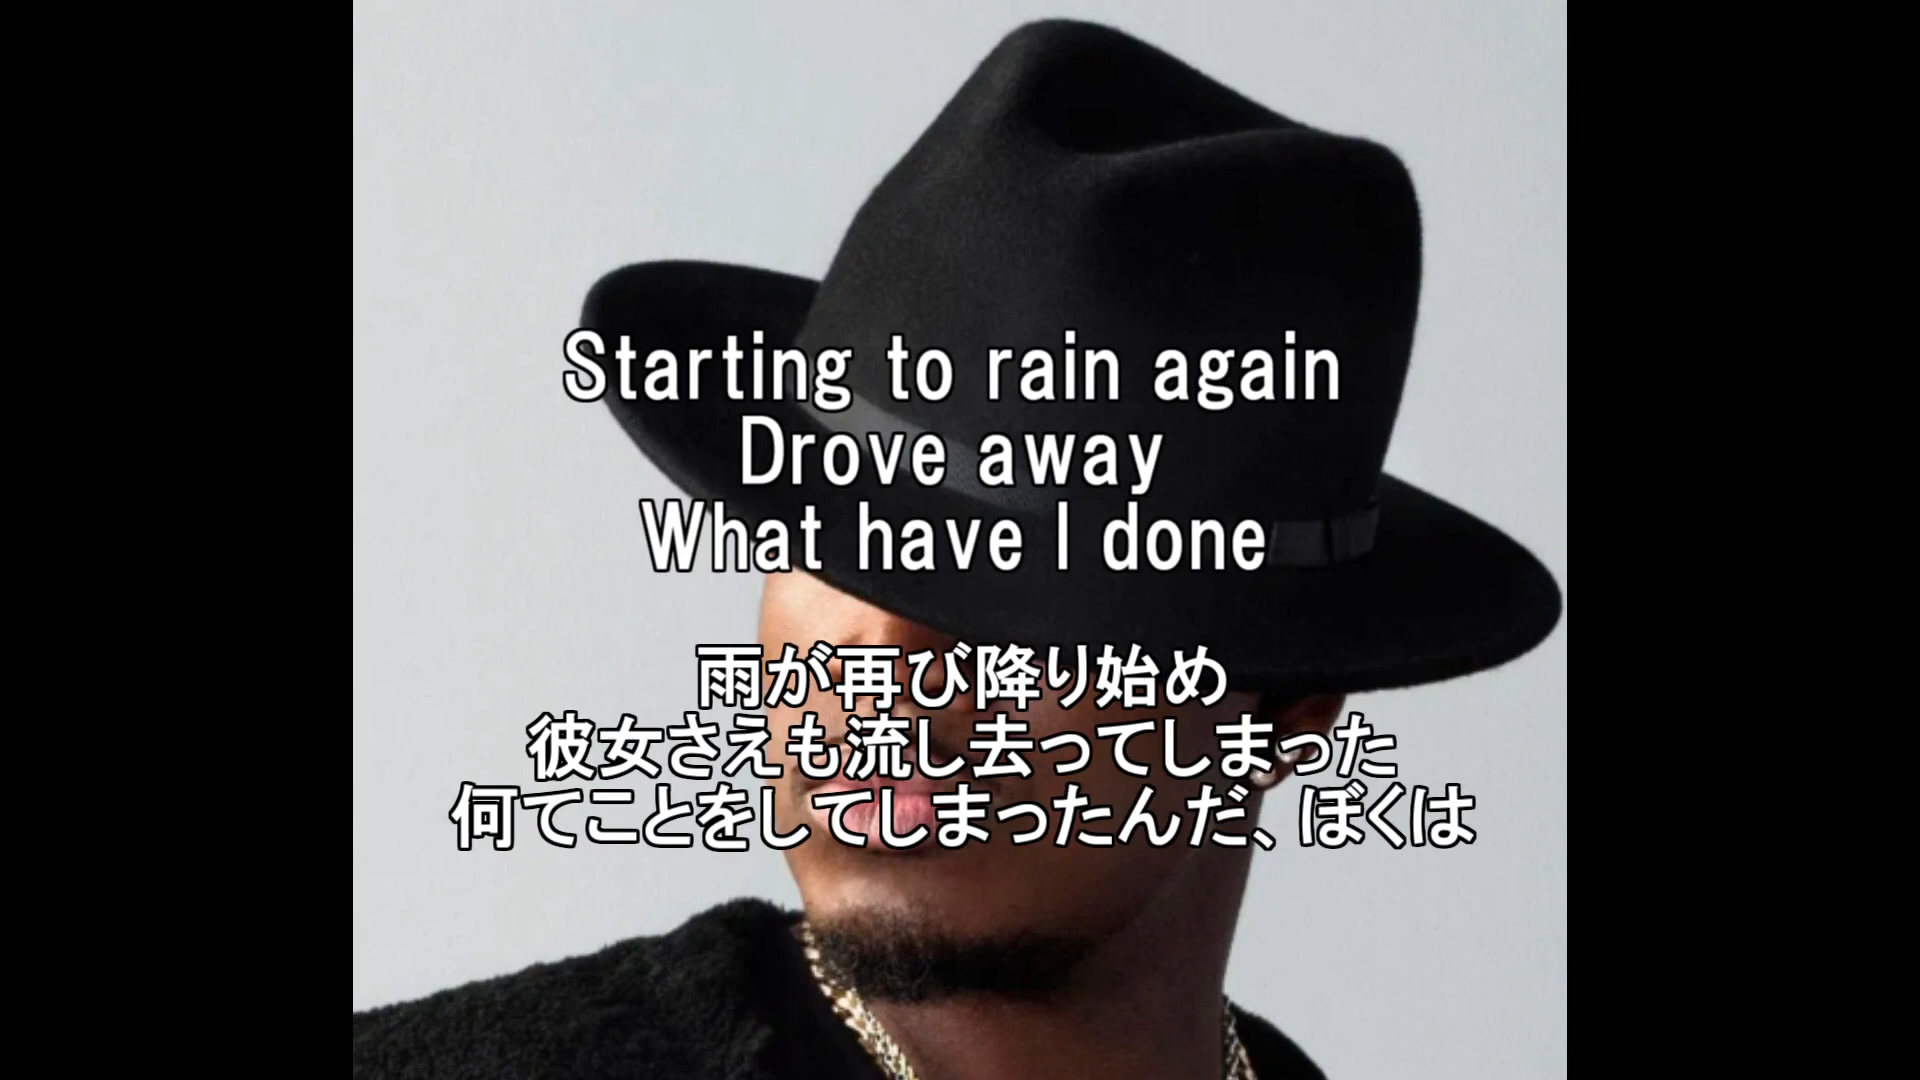 Starting to rain again
Drove away
What have I done
雨が再び降り始め
彼女さえも流し去ってしまった
何てことをしてしまったんだ、ぼくは